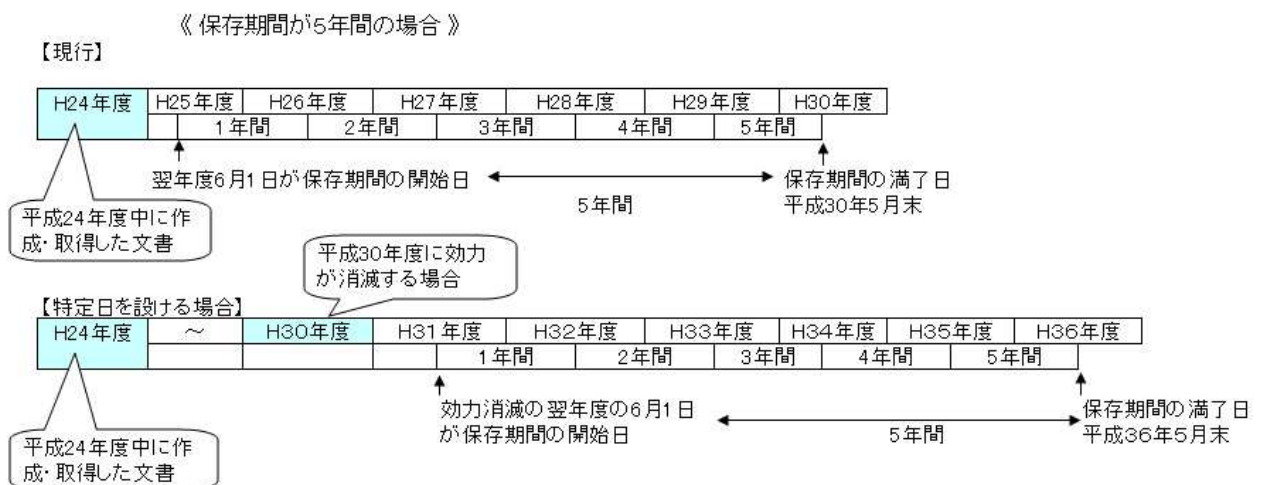 《 保存期間が5年間の場合 》
【現行】
H24年度 H25年度 H26年度 H27年度 H28年度 H29年度 H30年度
1年間 2年間 3年間 4年間 5年間
翌年度6月1日が保存期間の開始日
5年間
保存期間の満了日
平成30年5月末
平成24年度中に作
成・取得した文書
平成30年度に効力
が消滅する場合
【特定日を設ける場合】
H24年度 ～ H30年度 H31年度 H32年度 H33年度 H34年度 H35年度 H36年度
1年間 2年間 3年間 4年間 5年間
効力消滅の翌年度の6月1日
が保存期間の開始日
5年間
保存期間の満了日
平成36年5月末
平成24年度中に作
成・取得した文書